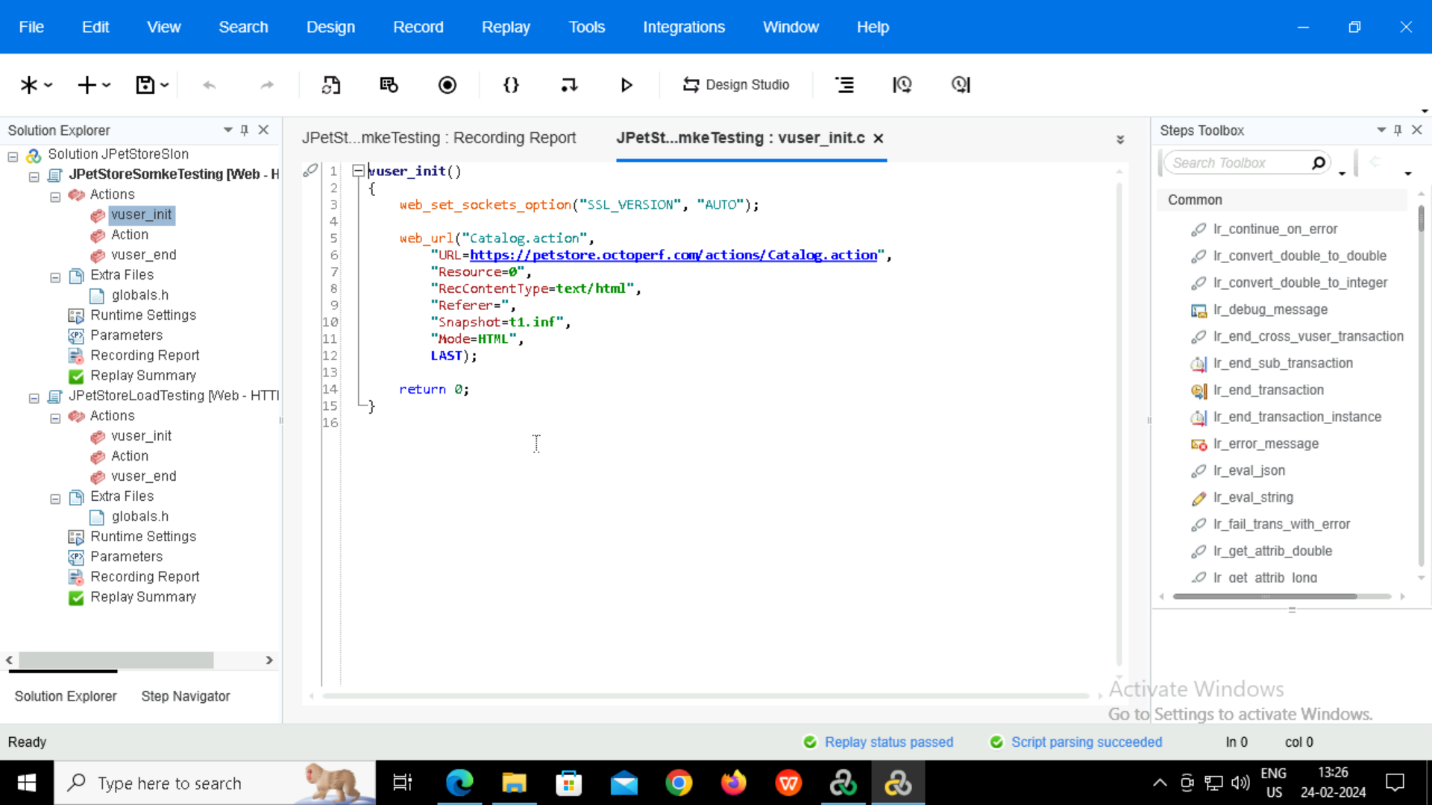 File Edit View Search Design Record Replay Tools Integrations Window Help
Design Studio
Solution Explorer
Solution JPetStoreSlon
JPetStoreSomkeTesting [Web - H
Actions
vuser_init
Action
vuser_end
Extra Files
globals.h
Runtime Settings
Parameters
Recording Report
Replay Summary
JPetStoreLoadTesting [Web - HTTI
Actions
vuser_init
Action
vuser_end
Extra Files
globals.h
Runtime Settings
Parameters
Recording Report
Replay Summary
Solution Explorer Step Navigator
JPetSt...mkeTesting : Recording Report JPetSt...mkeTesting : vuser_init.c
1 vuser_init()
2 {
3 web_set_sockets_option("SSL_VERSION", "AUTO");
4
5 web_url("Catalog.action",
6 "URL=https://petstore.octoperf.com/actions/Catalog.action",
7 "Resource=0",
8 "RecContentType=text/html",
9 "Referer=",
10 "Snapshot=t1.inf",
11 "Mode=HTML",
12 LAST);
13
14 return 0;
15 }
16
Steps Toolbox
Search Toolbox
Common
lr_continue_on_error
lr_convert_double_to_double
lr_convert_double_to_integer
lr_debug_message
lr_end_cross_vuser_transaction
lr_end_sub_transaction
lr_end_transaction
lr_end_transaction_instance
lr_error_message
lr_eval_json
lr_eval_string
lr_fail_trans_with_error
lr_get_attrib_double
lr_get_attrib_long
Activate Windows
Go to Settings to activate Windows.
Ready Replay status passed Script parsing succeeded ln 0 col 0
Type here to search
ENG
US
13:26
24-02-2024